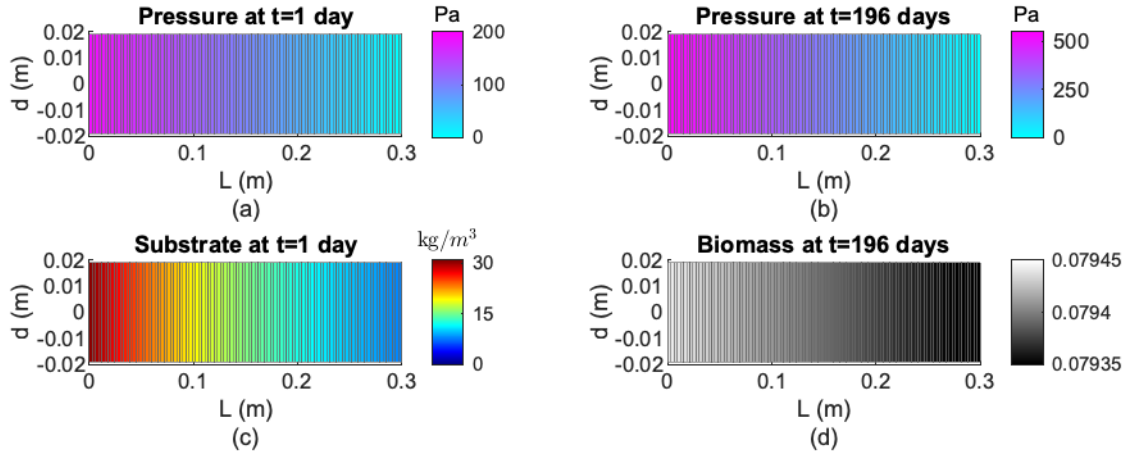 Pressure at t=1 day
Pa
0.02
0.01
0
-0.01
-0.02
d (m)
0
0.1
0.2
0.3
L (m)
(a)
200
100
0
Pressure at t=196 days
Pa
0.02
0.01
0
-0.01
-0.02
d (m)
0
0.1
0.2
0.3
L (m)
(b)
500
250
0
Substrate at t=1 day
kg/m³
0.02
0.01
0
-0.01
-0.02
d (m)
0
0.1
0.2
0.3
L (m)
(c)
30
15
0
Biomass at t=196 days
0.02
0.01
0
-0.01
-0.02
d (m)
0
0.1
0.2
0.3
L (m)
(d)
0.07945
0.0794
0.07935